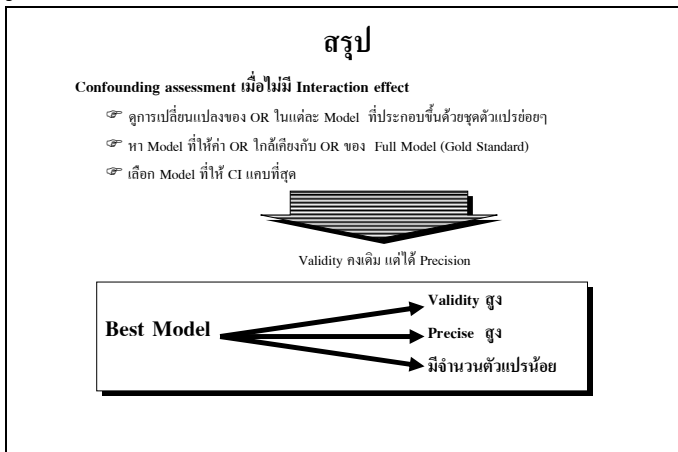 สรุป
Confounding assessment เมื่อไม่มี Interaction effect
☞ ดูการเปลี่ยนแปลงของ OR ในแต่ละ Model ที่ประกอบขึ้นด้วยชุดตัวแปรย่อยๆ
☞ หา Model ที่ให้ค่า OR ใกล้เคียงกับ OR ของ Full Model (Gold Standard)
☞ เลือก Model ที่ให้ CI แคบที่สุด
Validity คงเดิม แต่ได้ Precision
Best Model
Validity สูง
Precise สูง
มีจำนวนตัวแปรน้อย